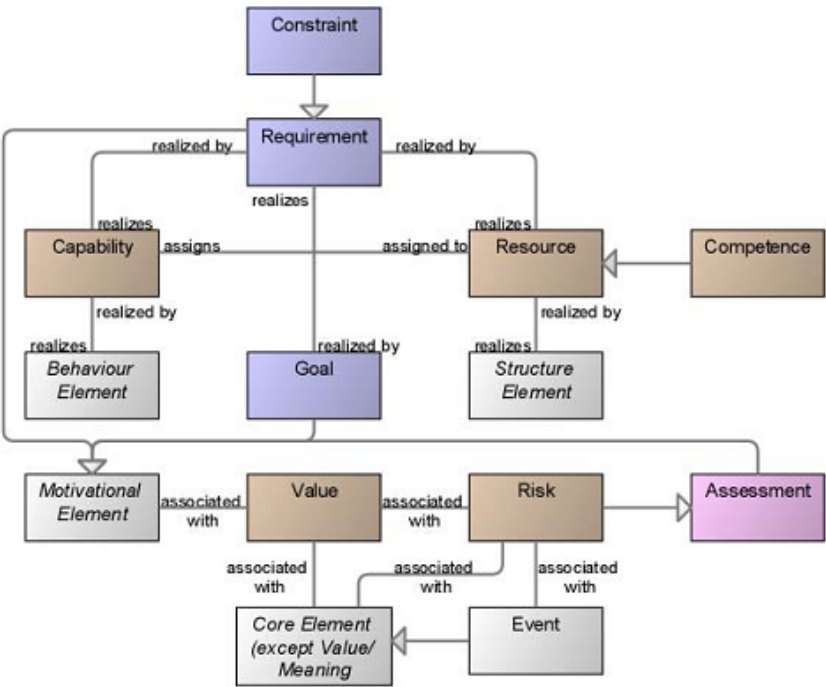 Constraint
Requirement
realized by
realized by
realizes
realizes
realizes
Capability
assigns
assigned to
Resource
Competence
realized by
realized by
realizes
realized by
realizes
Behaviour
Element
Goal
Structure
Element
Motivational
Element
associated
with
Value
associated
with
Risk
Assessment
associated
with
associated
with
associated
with
Core Element
(except Value/
Meaning
Event